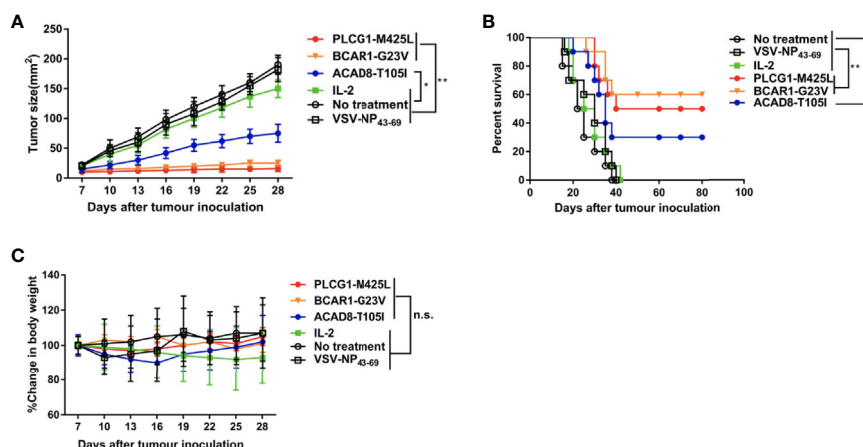 A
Tumor size(mm2)
250
200
150
100
50
0
7 10 13 16 19 22 25 28
Days after tumour inoculation
PLCG1-M425L
BCAR1-G23V
ACAD8-T105I
IL-2
No treatment
VSV-NP43-69
*
**
B
Percent survival
100
80
60
40
20
0
0 20 40 60 80 100
Days after tumour inoculation
No treatment
VSV-NP43-69
IL-2
PLCG1-M425L
BCAR1-G23V
ACAD8-T105I
**
C
%Change in body weight
140
120
100
80
60
40
7 10 13 16 19 22 25 28
Days after tumour inoculation
PLCG1-M425L
BCAR1-G23V
ACAD8-T105I
IL-2
No treatment
VSV-NP43-69
n.s.